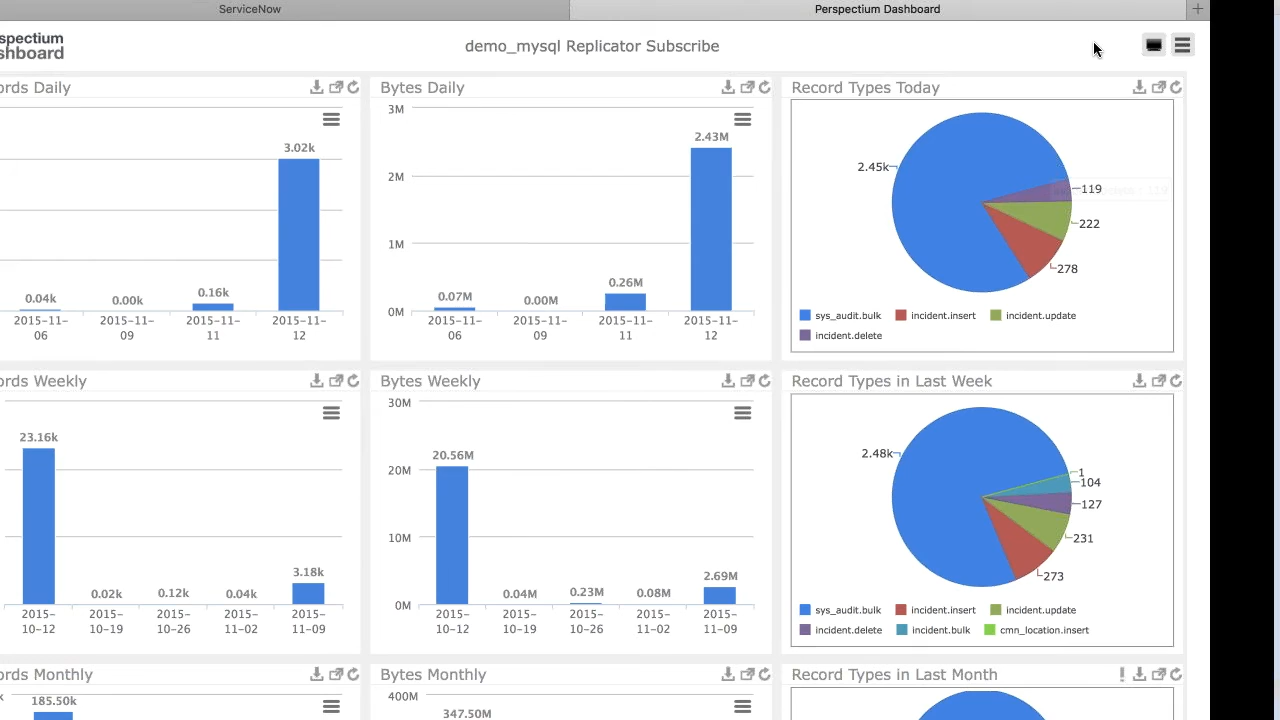 ServiceNow
Perspectium Dashboard
spectium
shboard
demo_mysql Replicator Subscribe
rds Daily
3.02k
0.04k
0.00k
0.16k
2015-11-
06
2015-11-
09
2015-11-
11
2015-11-
12
Bytes Daily
3M
2M
1M
0M
2.43M
0.07M
0.00M
0.26M
2015-11-
06
2015-11-
09
2015-11-
11
2015-11-
12
Record Types Today
2.45k
119
222
278
sys_audit.bulk
incident.insert
incident.update
incident.delete
rds Weekly
23.16k
0.02k
0.12k
0.04k
3.18k
2015-
10-12
2015-
10-19
2015-
10-26
2015-
11-02
2015-
11-09
Bytes Weekly
30M
20M
10M
0M
20.56M
0.04M
0.23M
0.08M
2.69M
2015-
10-12
2015-
10-19
2015-
10-26
2015-
11-02
2015-
11-09
Record Types in Last Week
2.48k
1
104
127
231
273
sys_audit.bulk
incident.insert
incident.update
incident.delete
incident.bulk
cmn_location.insert
rds Monthly
185.50k
Bytes Monthly
400M
347.50M
Record Types in Last Month